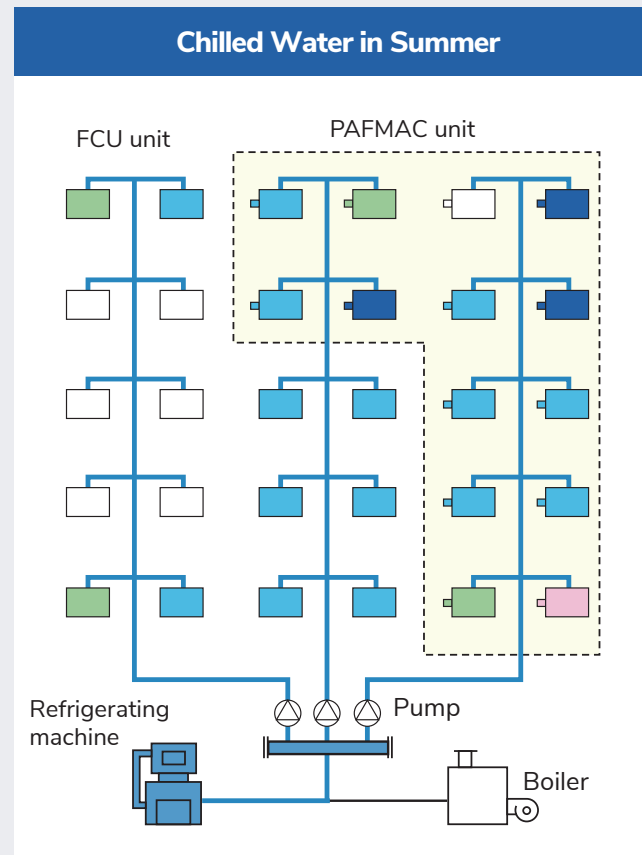 Chilled Water in Summer
FCU unit
PAFMAC unit
Pump
Refrigerating
machine
Boiler